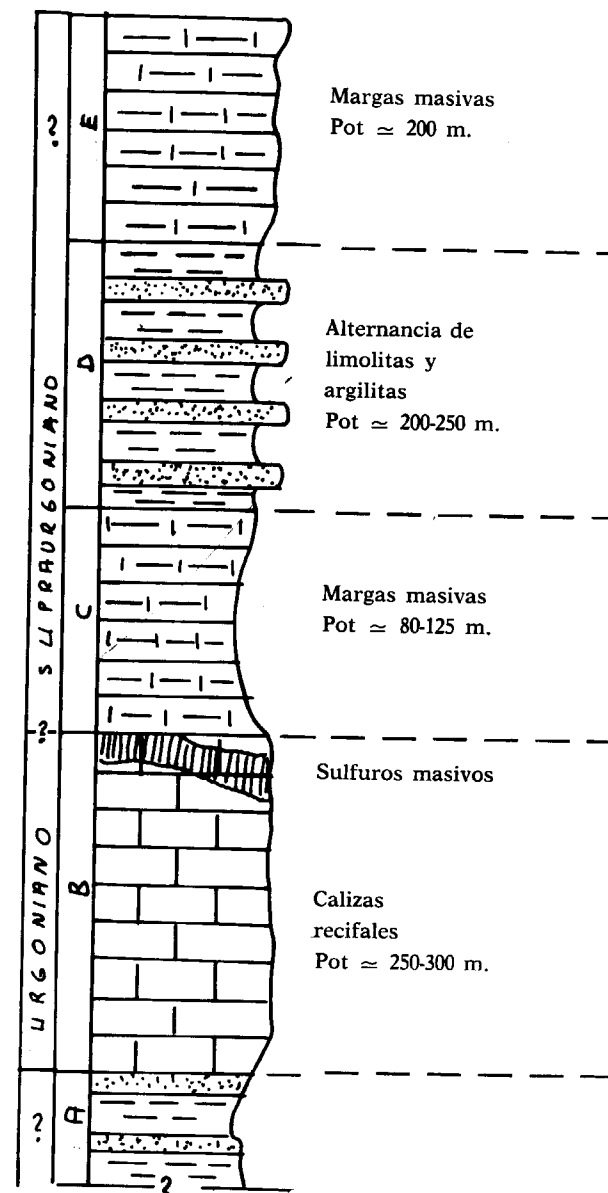 ?
E
Margas masivas
Pot ≃ 200 m.
SUPRAURGONIANO
D
Alternancia de
limolitas y
argilitas
Pot ≃ 200-250 m.
C
Margas masivas
Pot ≃ 80-125 m.
?
Sulfuros masivos
URGONIANO
B
Calizas
recifales
Pot ≃ 250-300 m.
?
A
?